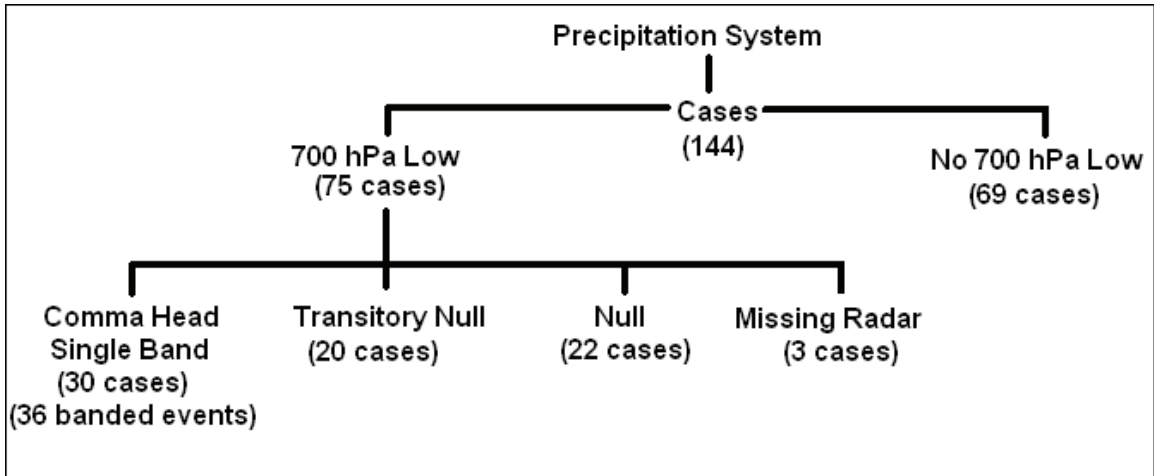 Precipitation System
Cases
(144)
700 hPa Low
(75 cases)
No 700 hPa Low
(69 cases)
Comma Head
Single Band
(30 cases)
(36 banded events)
Transitory Null
(20 cases)
Null
(22 cases)
Missing Radar
(3 cases)